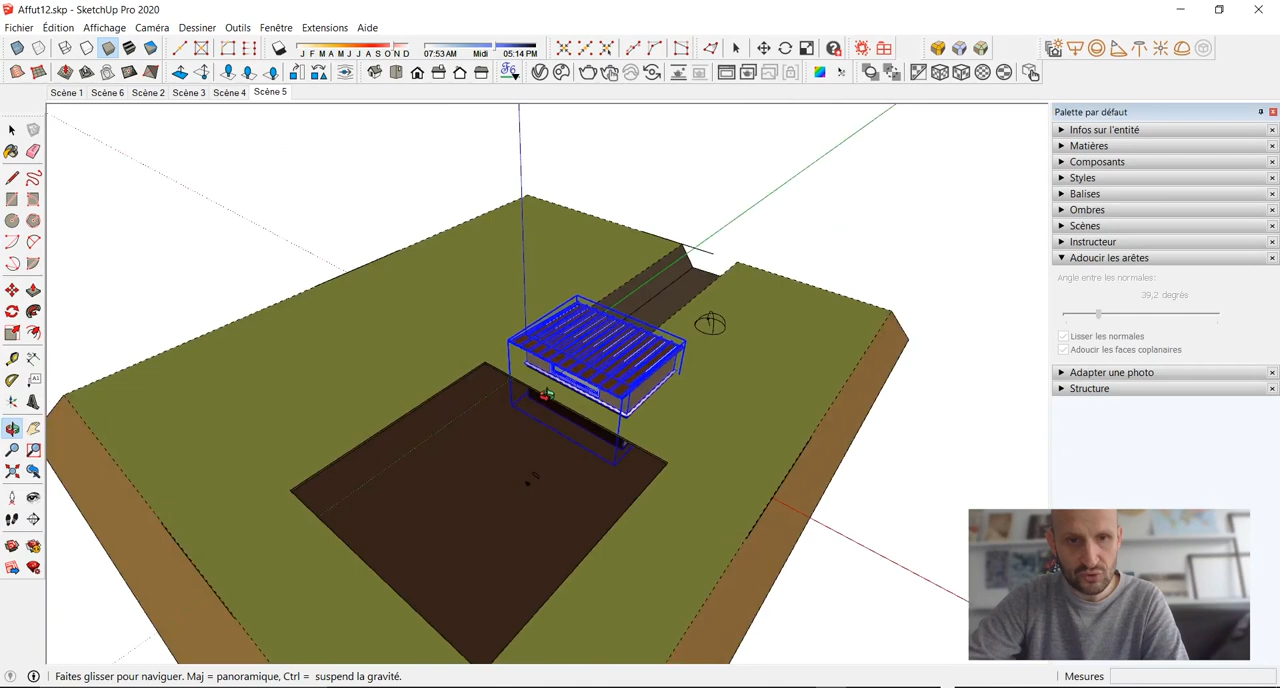 Affut12.skp - SketchUp Pro 2020
Fichier Édition Affichage Caméra Dessiner Outils Fenêtre Extensions Aide
J F M A M J J A S O N D 07:53 AM Midi 05:14 PM
Scène 1 Scène 6 Scène 2 Scène 3 Scène 4 Scène 5
Palette par défaut
Infos sur l'entité
Matières
Composants
Styles
Balises
Ombres
Scènes
Instructeur
Adoucir les arêtes
Angle entre les normales:
39,2 degrés
Lisser les normales
Adoucir les faces coplanaires
Adapter une photo
Structure
Faites glisser pour naviguer. Maj = panoramique, Ctrl = suspend la gravité.
Mesures